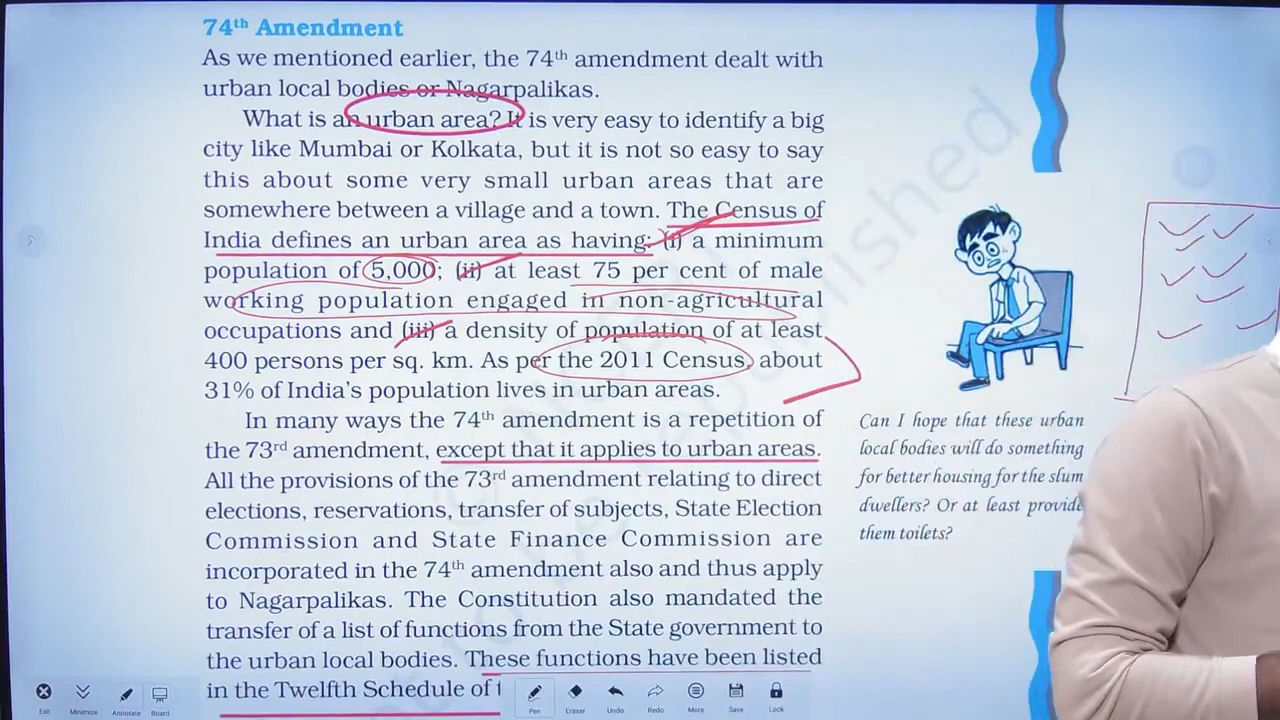 74th Amendment
As we mentioned earlier, the 74th amendment dealt with
urban local bodies or Nagarpalikas.
What is an urban area? It is very easy to identify a big
city like Mumbai or Kolkata, but it is not so easy to say
this about some very small urban areas that are
somewhere between a village and a town. The Census of
India defines an urban area as having: (i) a minimum
population of 5,000; (ii) at least 75 per cent of male
working population engaged in non-agricultural
occupations and (iii) a density of population of at least
400 persons per sq. km. As per the 2011 Census, about
31% of India's population lives in urban areas.
In many ways the 74th amendment is a repetition of
the 73rd amendment, except that it applies to urban areas.
All the provisions of the 73rd amendment relating to direct
elections, reservations, transfer of subjects, State Election
Commission and State Finance Commission are
incorporated in the 74th amendment also and thus apply
to Nagarpalikas. The Constitution also mandated the
transfer of a list of functions from the State government to
the urban local bodies. These functions have been listed
in the Twelfth Schedule of
Can I hope that these urban
local bodies will do something
for better housing for the slum
dwellers? Or at least provide
them toilets?
Exit Minimize Annotate Board Pen Eraser Undo Redo More Save Lock